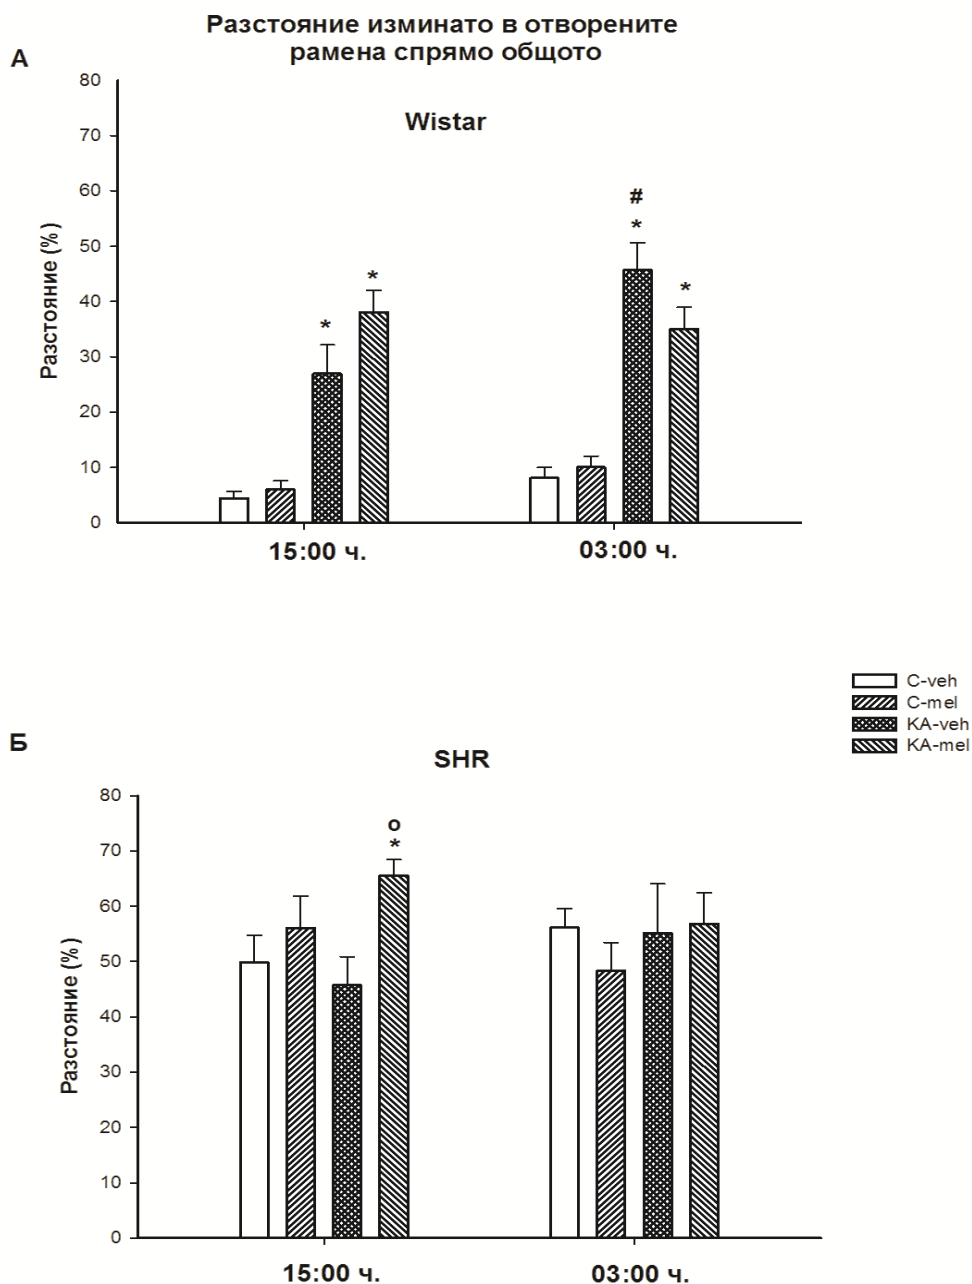 Разстояние изминато в отворените
рамена спрямо общото
А
Wistar
Разстояние (%)
80
70
60
50
40
30
20
10
0
*
*
#
*
*
15:00 ч.
03:00 ч.
C-veh
C-mel
KA-veh
KA-mel
Б
SHR
Разстояние (%)
80
70
60
50
40
30
20
10
0
o
*
15:00 ч.
03:00 ч.